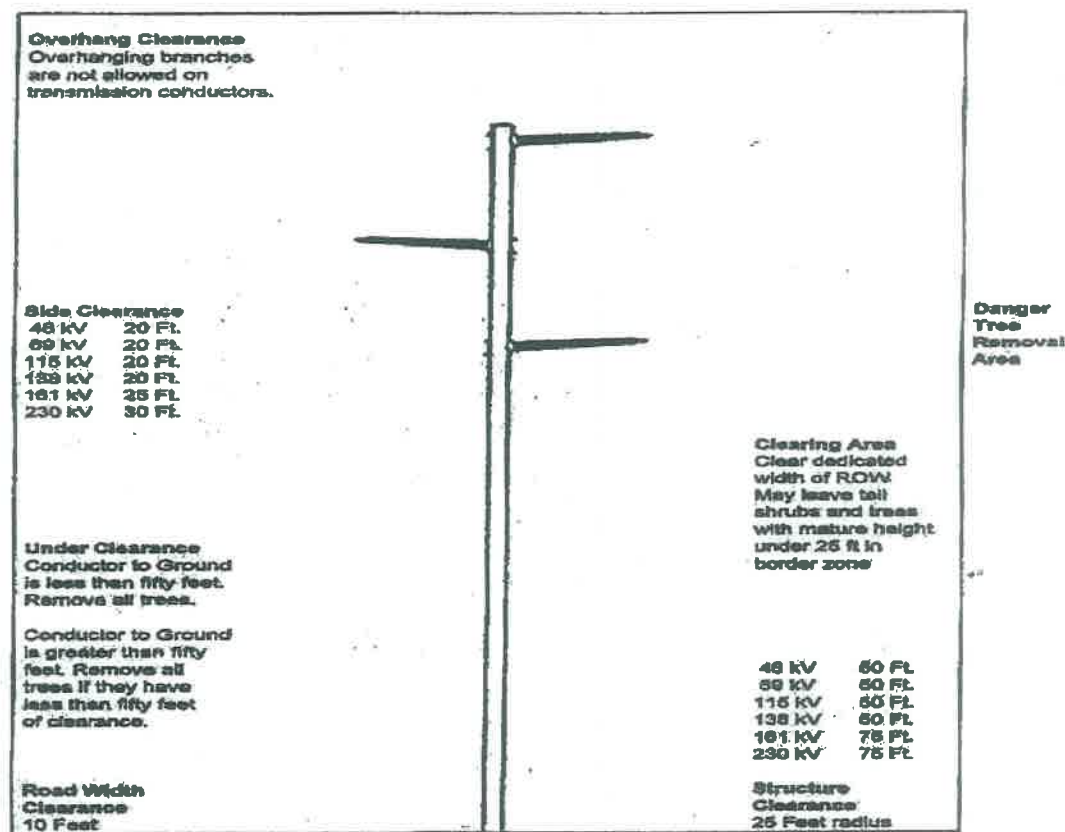 Overhang Clearance
Overhanging branches
are not allowed on
transmission conductors.
Side Clearance
46 kV 20 Ft.
69 kV 20 Ft.
115 kV 20 Ft.
138 kV 20 Ft.
161 kV 25 Ft.
230 kV 30 Ft.
Danger
Tree
Removal
Area
Clearing Area
Clear dedicated
width of ROW
May leave tall
shrubs and trees
with mature height
under 25 ft in
border zone
Under Clearance
Conductor to Ground
is less than fifty feet.
Remove all trees.
Conductor to Ground
is greater than fifty
feet. Remove all
trees if they have
less than fifty feet
of clearance.
46 kV 50 Ft.
69 kV 50 Ft.
115 kV 50 Ft.
138 kV 50 Ft.
161 kV 75 Ft.
230 kV 75 Ft.
Road Width
Clearance
10 Feet
Structure
Clearance
25 Feet radius